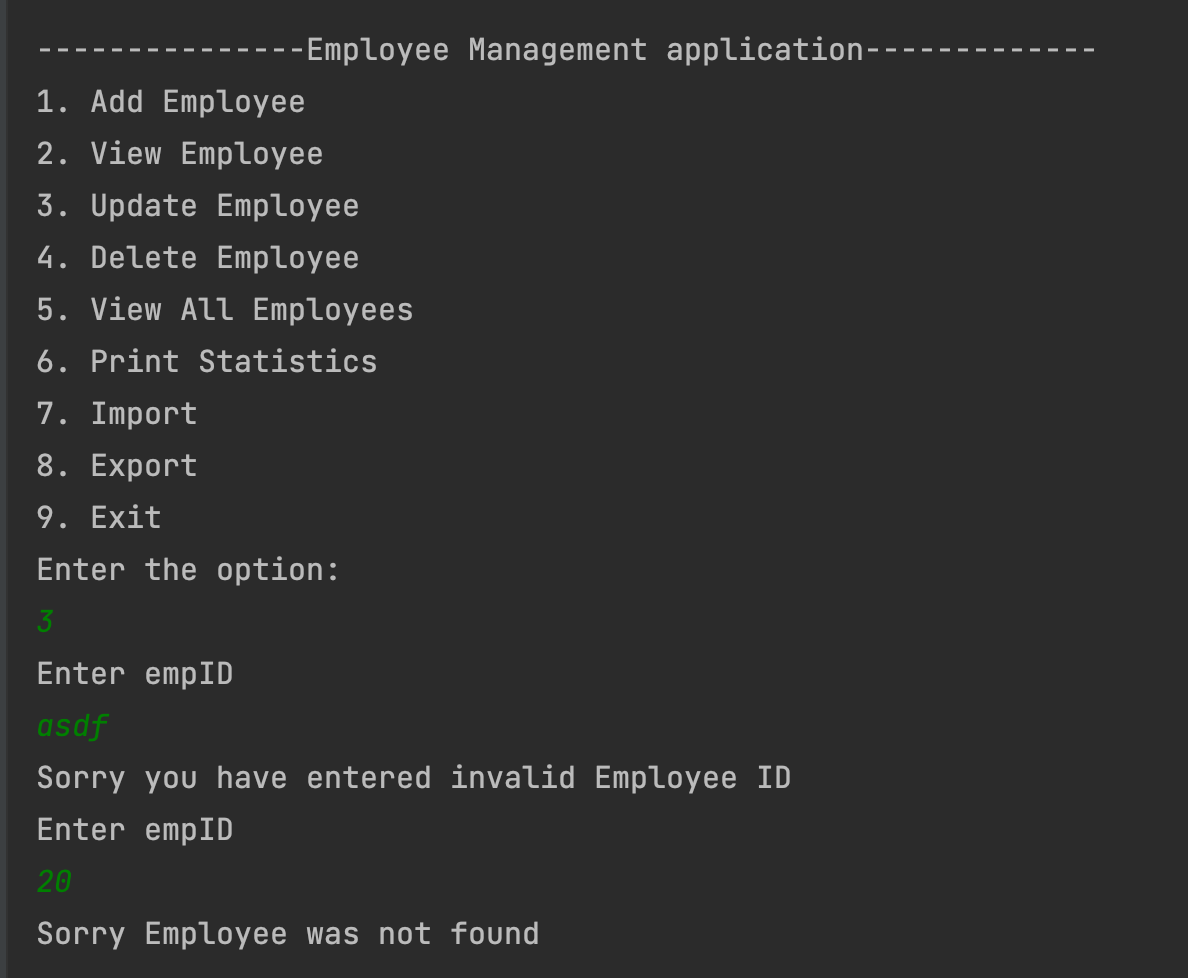 ---------------Employee Management application-------------
1. Add Employee
2. View Employee
3. Update Employee
4. Delete Employee
5. View All Employees
6. Print Statistics
7. Import
8. Export
9. Exit
Enter the option:
3
Enter empID
asdf
Sorry you have entered invalid Employee ID
Enter empID
20
Sorry Employee was not found